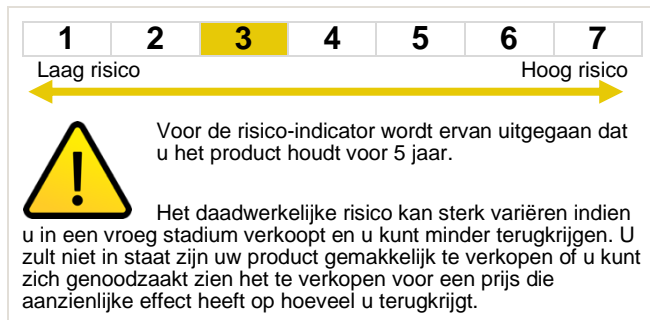 1 2 3 4 5 6 7
Laag risico Hoog risico
Voor de risico-indicator wordt ervan uitgegaan dat
u het product houdt voor 5 jaar.
Het daadwerkelijke risico kan sterk variëren indien
u in een vroeg stadium verkoopt en u kunt minder terugkrijgen. U
zult niet in staat zijn uw product gemakkelijk te verkopen of u kunt
zich genoodzaakt zien het te verkopen voor een prijs die
aanzienlijke effect heeft op hoeveel u terugkrijgt.